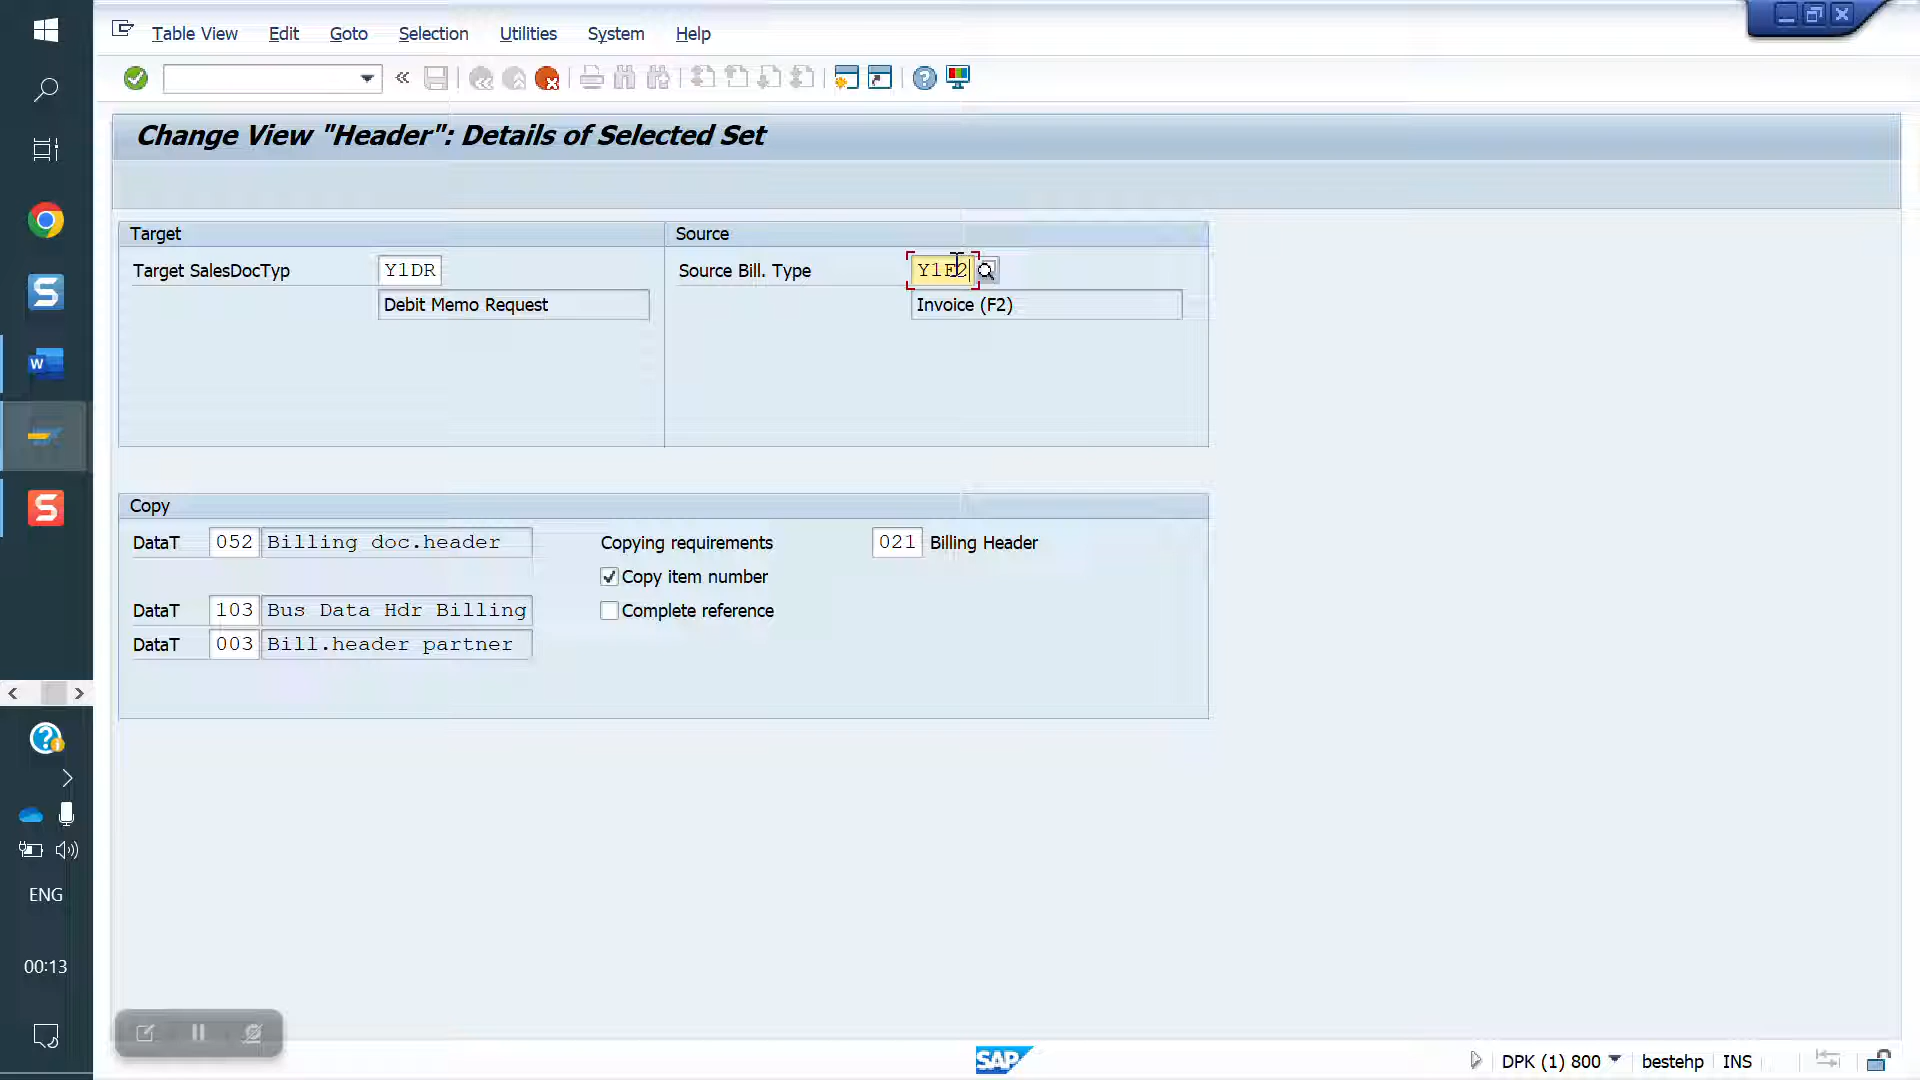 Table View Edit Goto Selection Utilities System Help
Change View "Header": Details of Selected Set
Target
Source
Target SalesDocTyp Y1DR
Source Bill. Type Y1F2
Debit Memo Request
Invoice (F2)
Copy
DataT 052 Billing doc.header
Copying requirements 021 Billing Header
Copy item number
DataT 103 Bus Data Hdr Billing
Complete reference
DataT 003 Bill.header partner
ENG
00:13
SAP
DPK (1) 800 bestehp INS